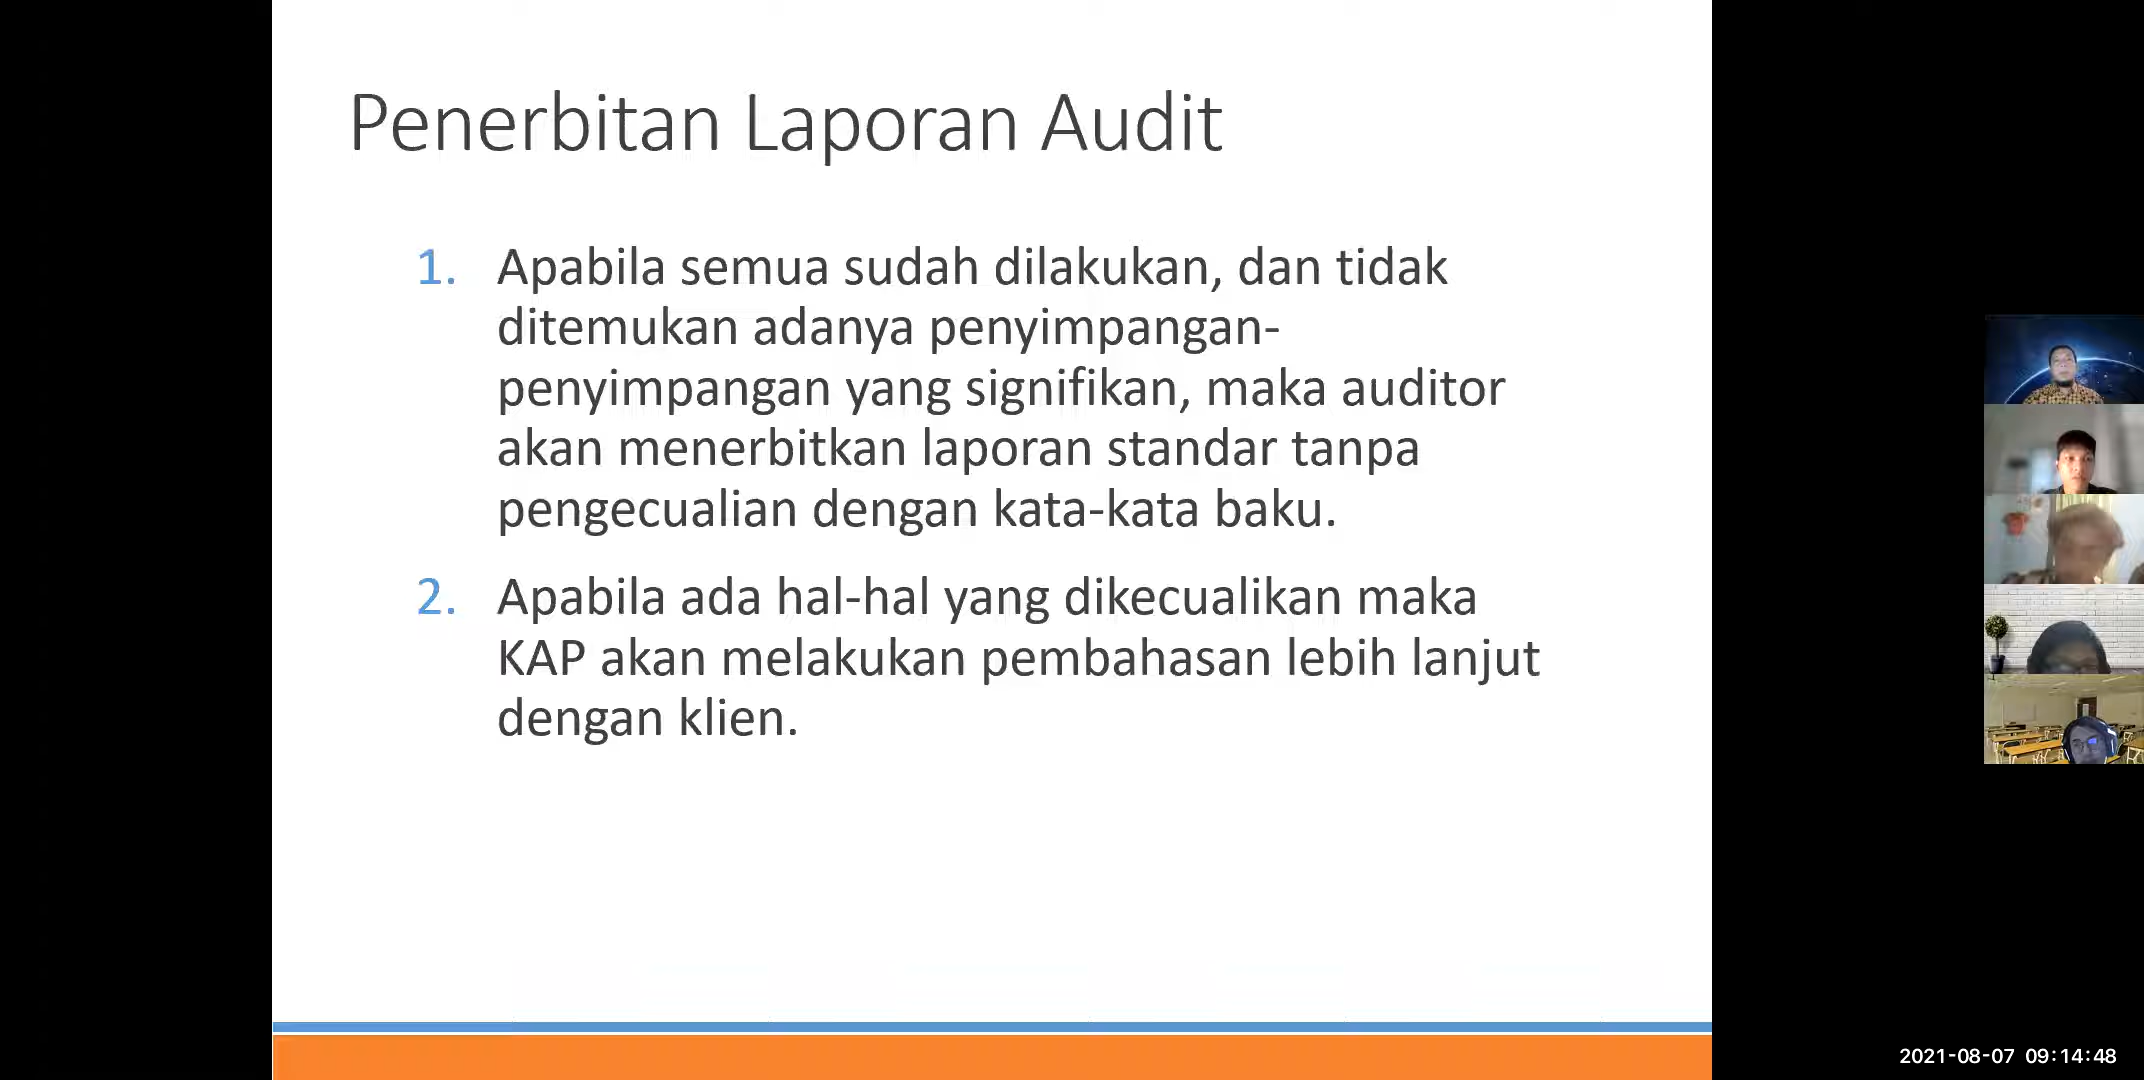 Penerbitan Laporan Audit
1. Apabila semua sudah dilakukan, dan tidak
ditemukan adanya penyimpangan-
penyimpangan yang signifikan, maka auditor
akan menerbitkan laporan standar tanpa
pengecualian dengan kata-kata baku.
2. Apabila ada hal-hal yang dikecualikan maka
KAP akan melakukan pembahasan lebih lanjut
dengan klien.
2021-08-07 09:14:48